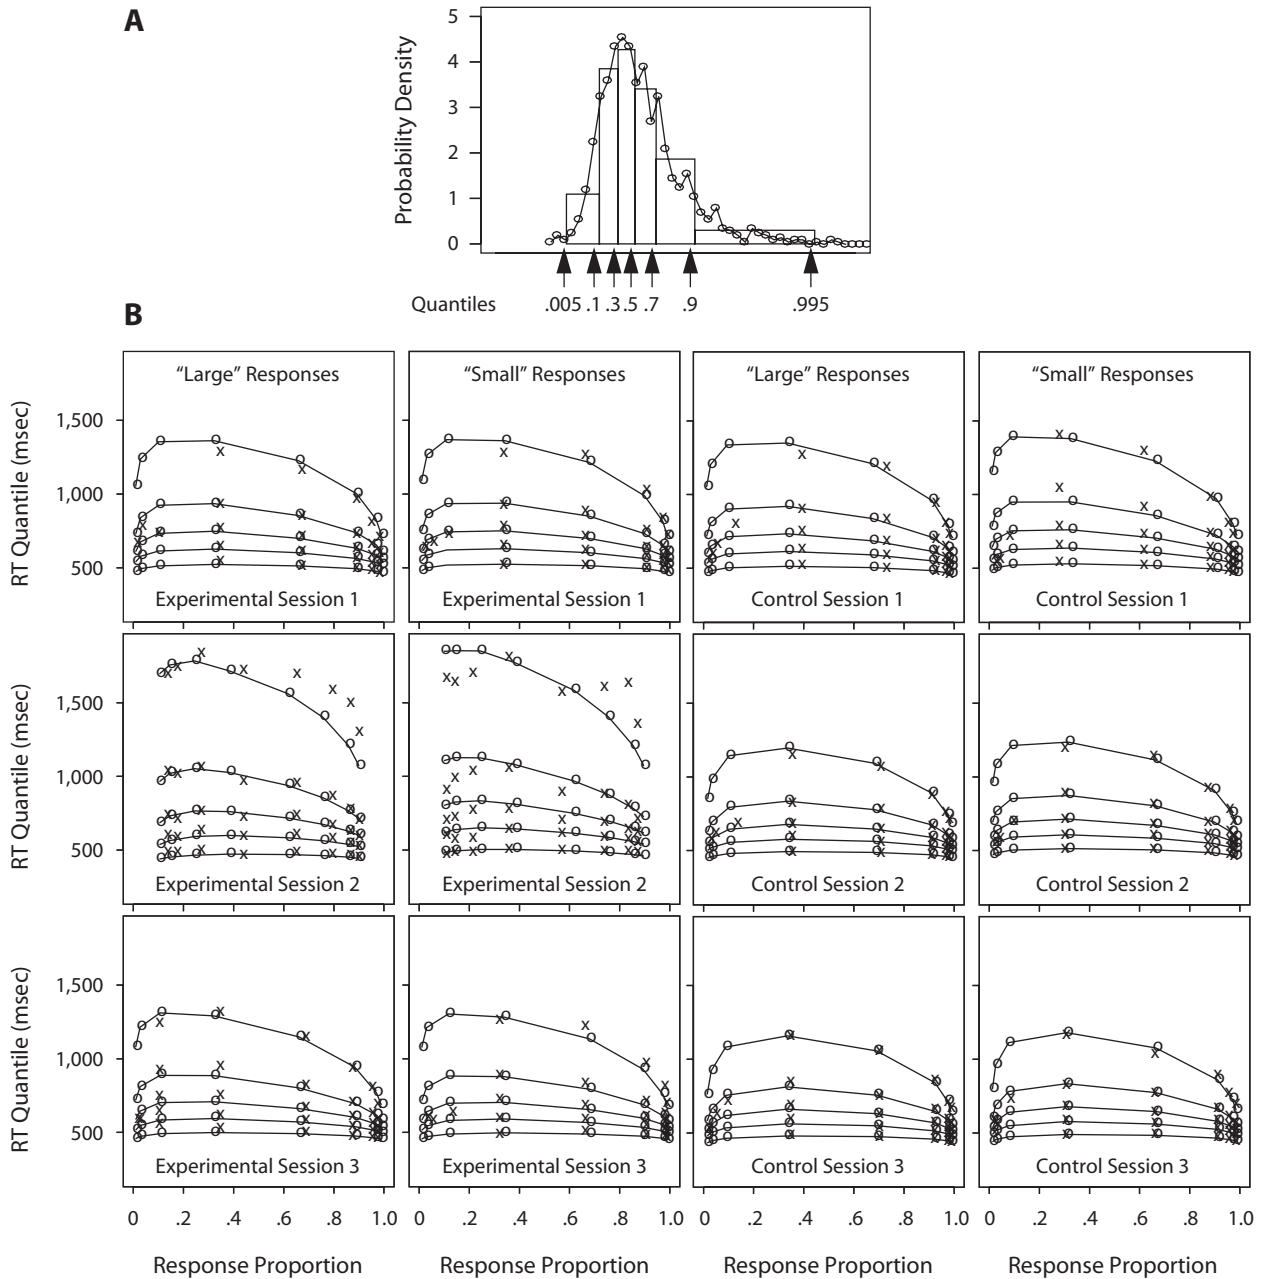 A
Probability Density
5
4
3
2
1
0
Quantiles .005 .1 .3 .5 .7 .9 .995
B
"Large" Responses "Small" Responses "Large" Responses "Small" Responses
RT Quantile (msec)
1,500
1,000
500
Experimental Session 1 Experimental Session 1 Control Session 1 Control Session 1
RT Quantile (msec)
1,500
1,000
500
Experimental Session 2 Experimental Session 2 Control Session 2 Control Session 2
RT Quantile (msec)
1,500
1,000
500
Experimental Session 3 Experimental Session 3 Control Session 3 Control Session 3
0 .2 .4 .6 .8 1.0 0 .2 .4 .6 .8 1.0 0 .2 .4 .6 .8 1.0 0 .2 .4 .6 .8 1.0
Response Proportion Response Proportion Response Proportion Response Proportion